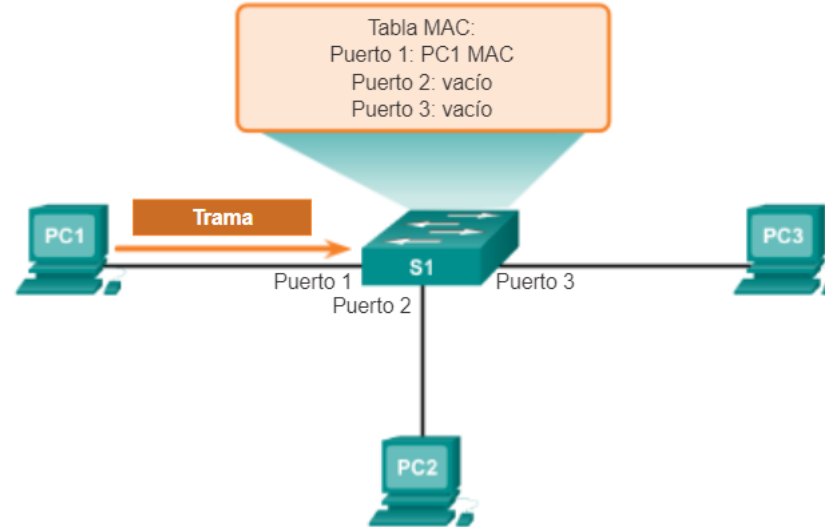 Tabla MAC:
Puerto 1: PC1 MAC
Puerto 2: vacío
Puerto 3: vacío
Trama
PC1
PC3
S1
Puerto 1
Puerto 3
Puerto 2
PC2